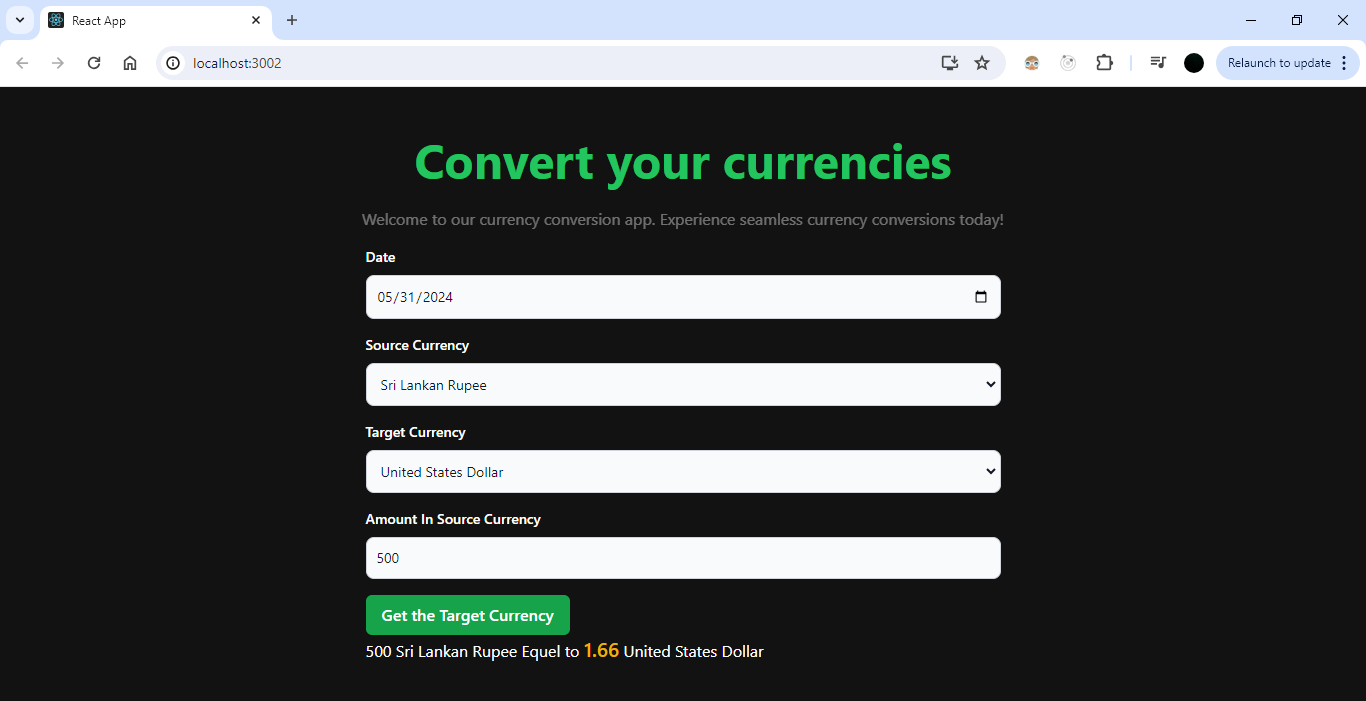 React App
localhost:3002
Relaunch to update
Convert your currencies
Welcome to our currency conversion app. Experience seamless currency conversions today!
Date
05/31/2024
Source Currency
Sri Lankan Rupee
Target Currency
United States Dollar
Amount In Source Currency
500
Get the Target Currency
500 Sri Lankan Rupee Equel to 1.66 United States Dollar